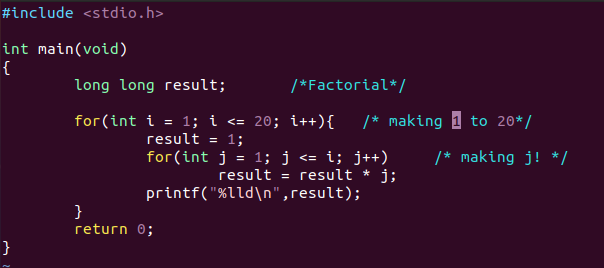 #include <stdio.h>
int main(void)
{
        long long result;       /*Factorial*/
        for(int i = 1; i <= 20; i++){   /* making 1 to 20*/
                result = 1;
                for(int j = 1; j <= i; j++)     /* making j! */
                        result = result * j;
                printf("%lld\n",result);
        }
        return 0;
}
~